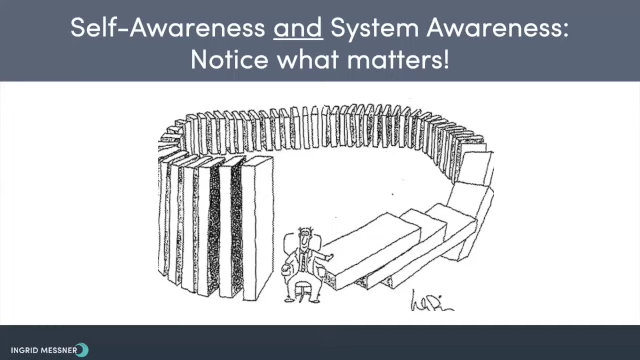 Self-Awareness and System Awareness:
Notice what matters!
INGRID MESSNER